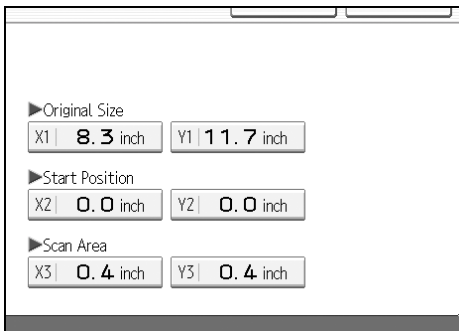 ►Original Size
X1 8.3 inch Y1 11.7 inch
►Start Position
X2 0.0 inch Y2 0.0 inch
►Scan Area
X3 0.4 inch Y3 0.4 inch